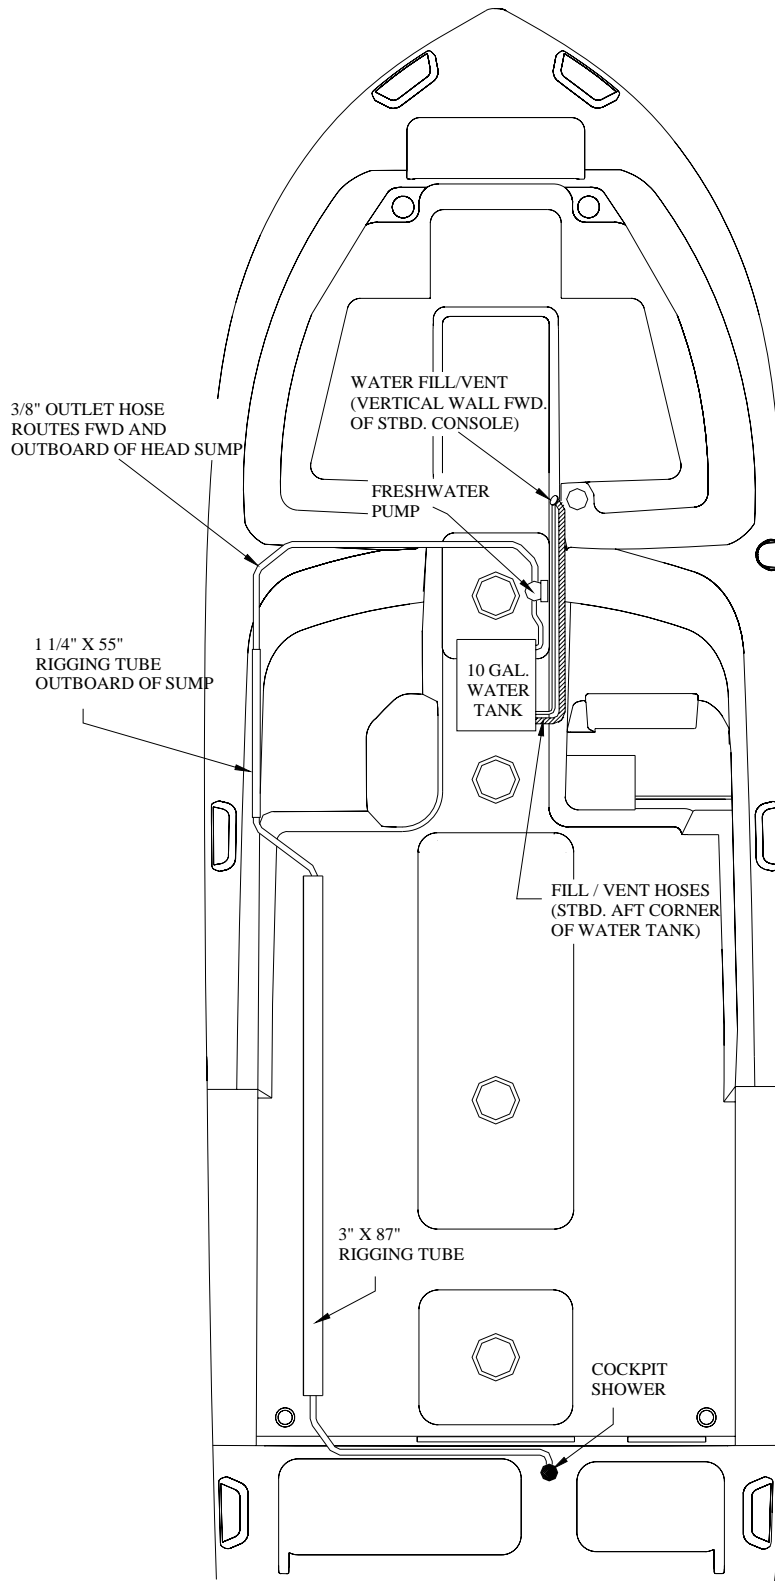 WATER FILL/VENT
(VERTICAL WALL FWD.
OF STBD. CONSOLE)
3/8" OUTLET HOSE
ROUTES FWD AND
OUTBOARD OF HEAD SUMP
FRESHWATER
PUMP
1 1/4" X 55"
RIGGING TUBE
OUTBOARD OF SUMP
10 GAL.
WATER
TANK
FILL / VENT HOSES
(STBD. AFT CORNER
OF WATER TANK)
3" X 87"
RIGGING TUBE
COCKPIT
SHOWER